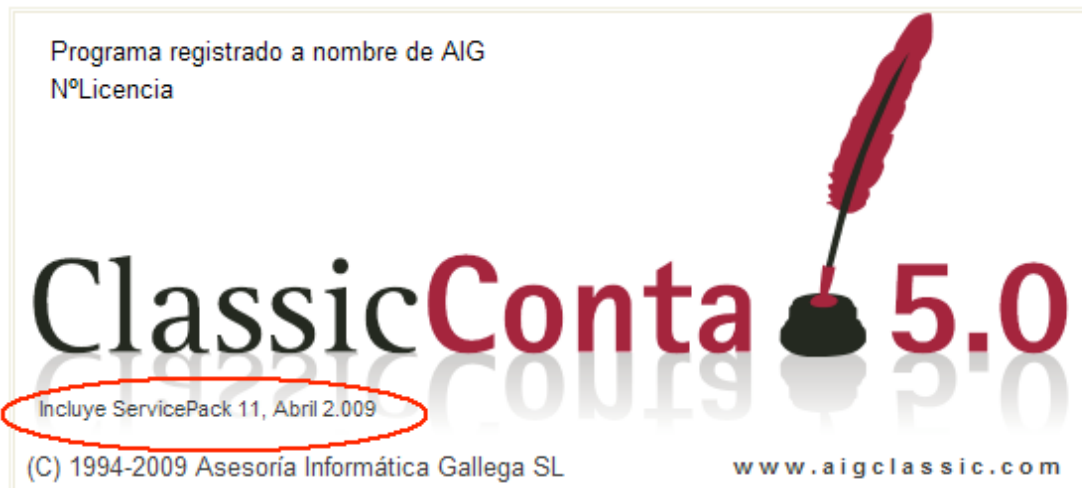 Programa registrado a nombre de AIG
NºLicencia
ClassicConta 5.0
Incluye ServicePack 11, Abril 2.009
(C) 1994-2009 Asesoría Informática Gallega SL
www.aigclassic.com